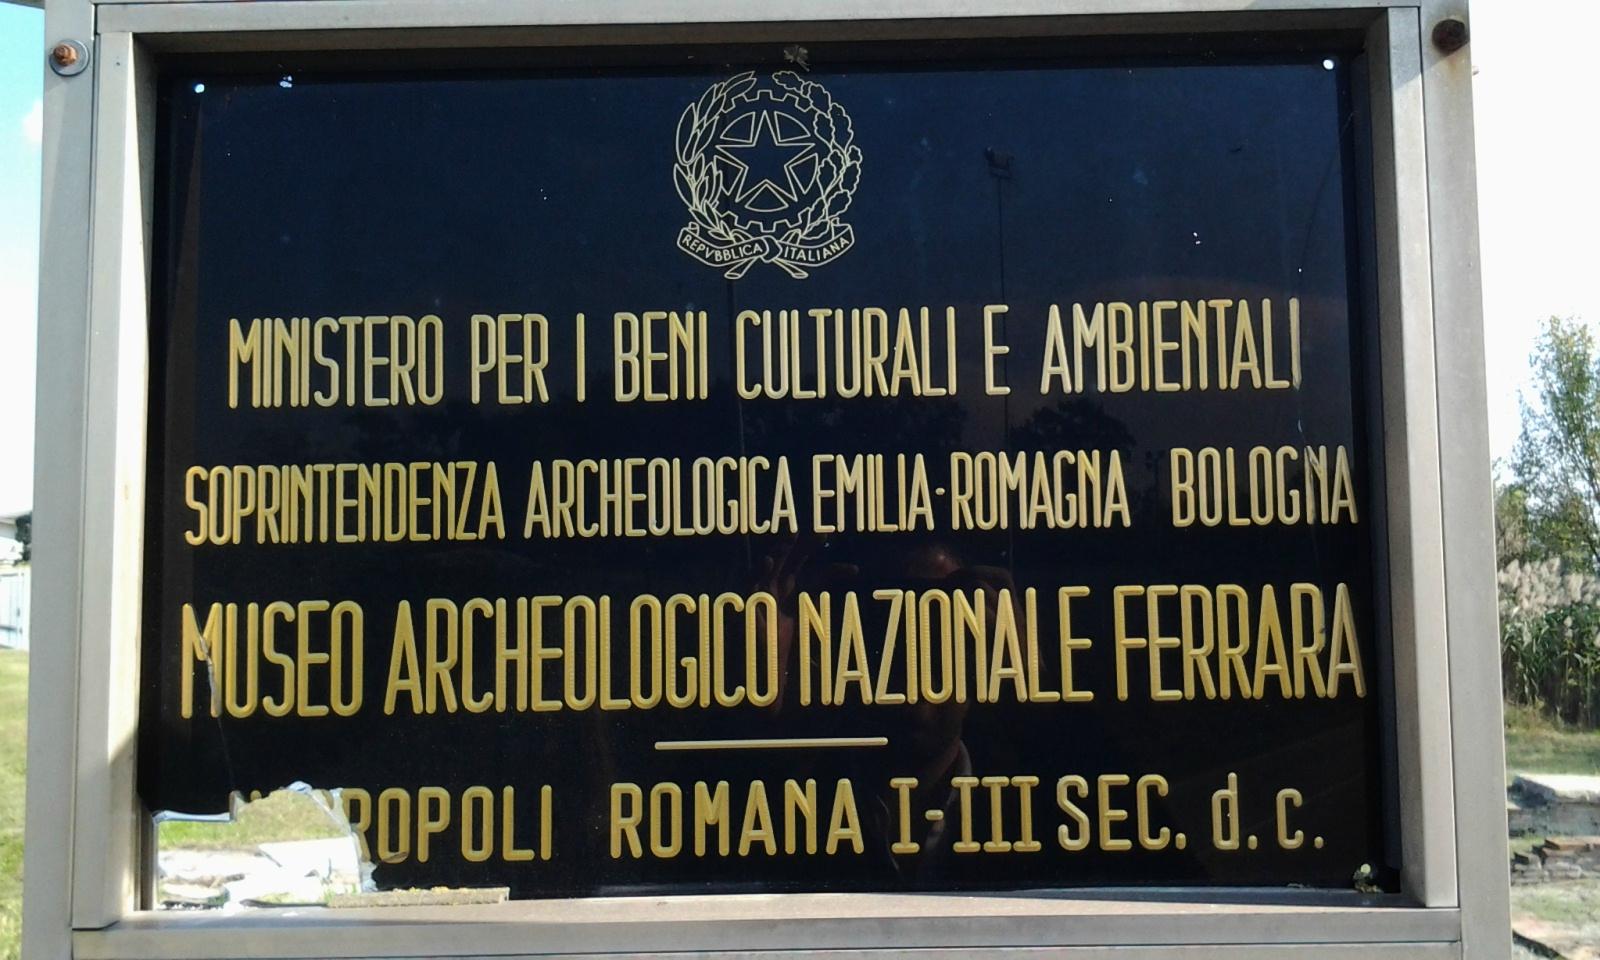 REPVBBLICA ITALIANA
MINISTERO PER I BENI CULTURALI E AMBIENTALI
SOPRINTENDENZA ARCHEOLOGICA EMILIA-ROMAGNA BOLOGNA
MUSEO ARCHEOLOGICO NAZIONALE FERRARA
ROPOLI ROMANA I-III SEC. d. c.